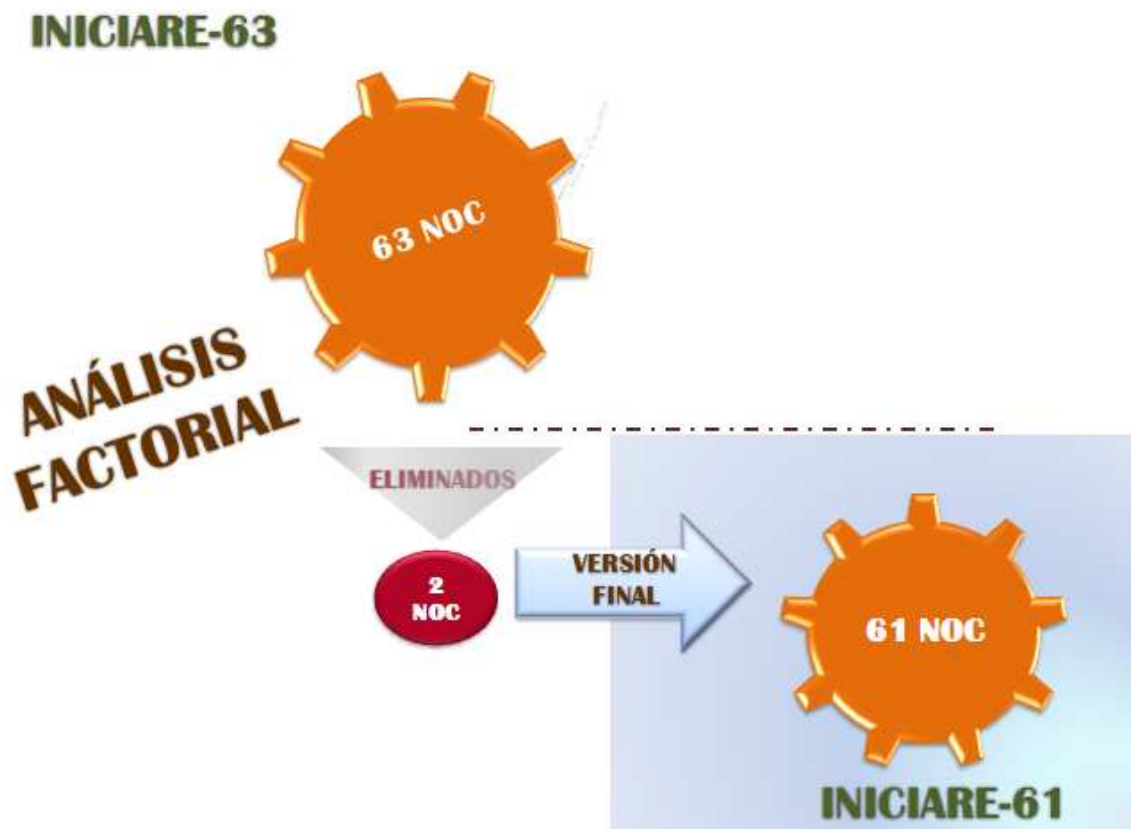 INICIARE-63
63 NOC
ANÁLISIS
FACTORIAL
ELIMINADOS
2
NOC
VERSIÓN
FINAL
61 NOC
INICIARE-61